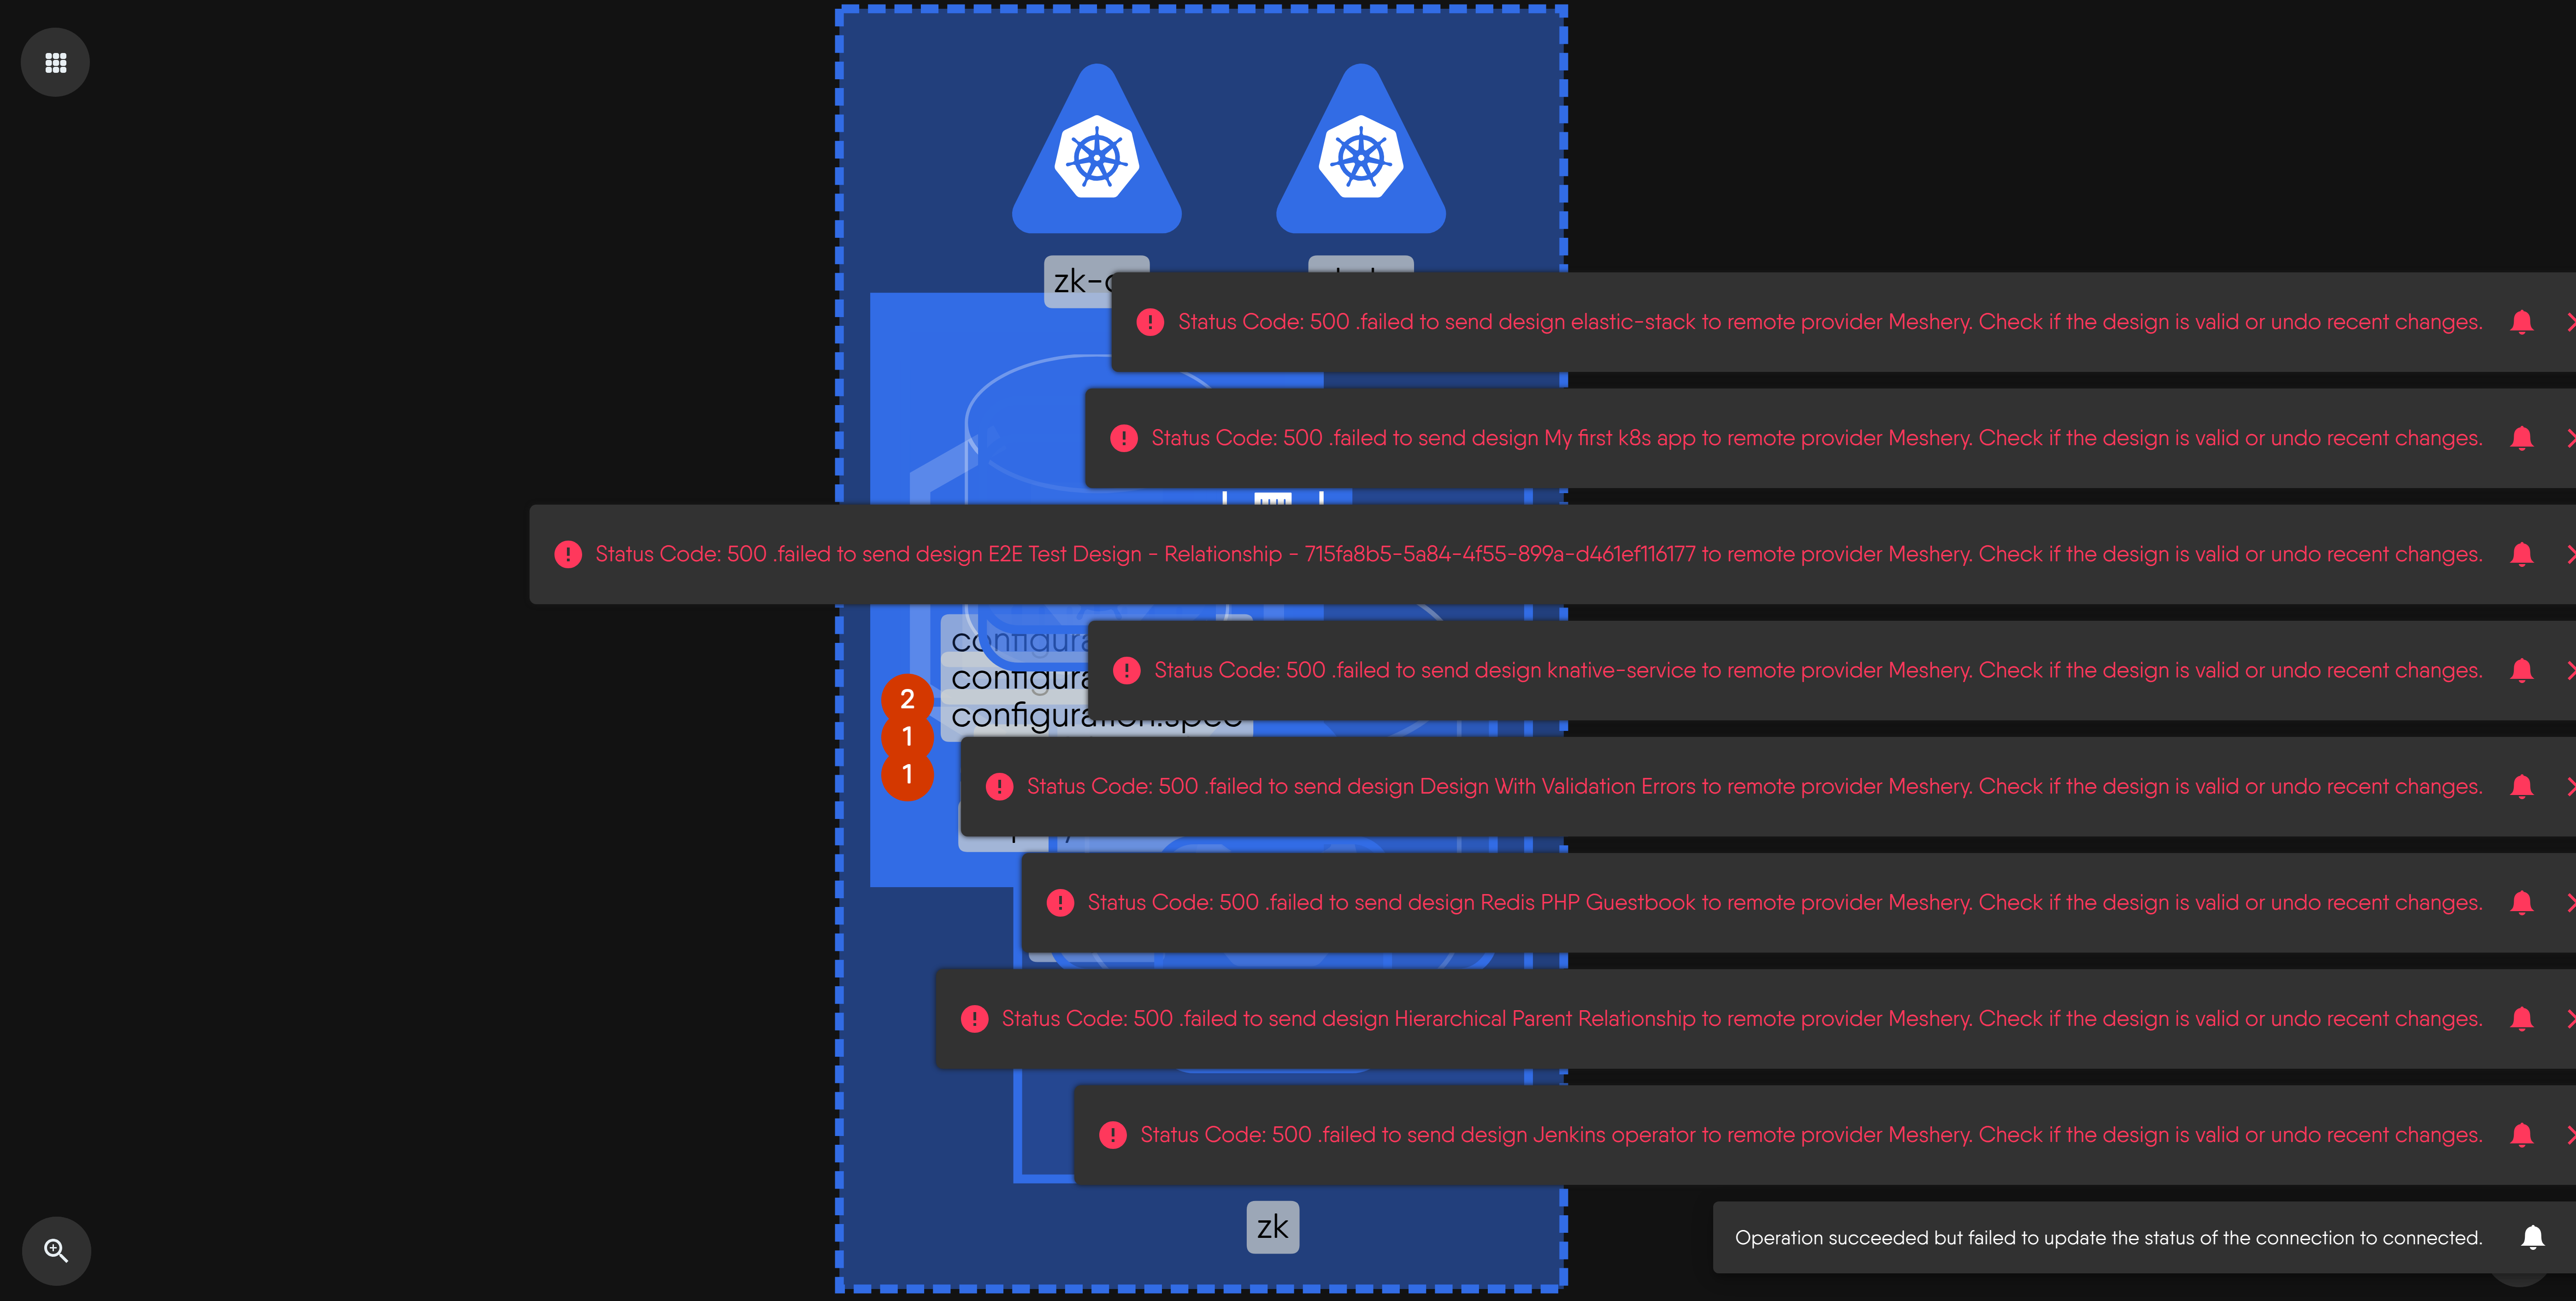 zk-c
Status Code: 500 .failed to send design elastic-stack to remote provider Meshery. Check if the design is valid or undo recent changes.
Status Code: 500 .failed to send design My first k8s app to remote provider Meshery. Check if the design is valid or undo recent changes.
Status Code: 500 .failed to send design E2E Test Design - Relationship - 715fa8b5-5a84-4f55-899a-d461ef116177 to remote provider Meshery. Check if the design is valid or undo recent changes.
configura
Status Code: 500 .failed to send design knative-service to remote provider Meshery. Check if the design is valid or undo recent changes.
configura
2
configuration.spec
1
1
Status Code: 500 .failed to send design Design With Validation Errors to remote provider Meshery. Check if the design is valid or undo recent changes.
Status Code: 500 .failed to send design Redis PHP Guestbook to remote provider Meshery. Check if the design is valid or undo recent changes.
Status Code: 500 .failed to send design Hierarchical Parent Relationship to remote provider Meshery. Check if the design is valid or undo recent changes.
Status Code: 500 .failed to send design Jenkins operator to remote provider Meshery. Check if the design is valid or undo recent changes.
zk
Operation succeeded but failed to update the status of the connection to connected.